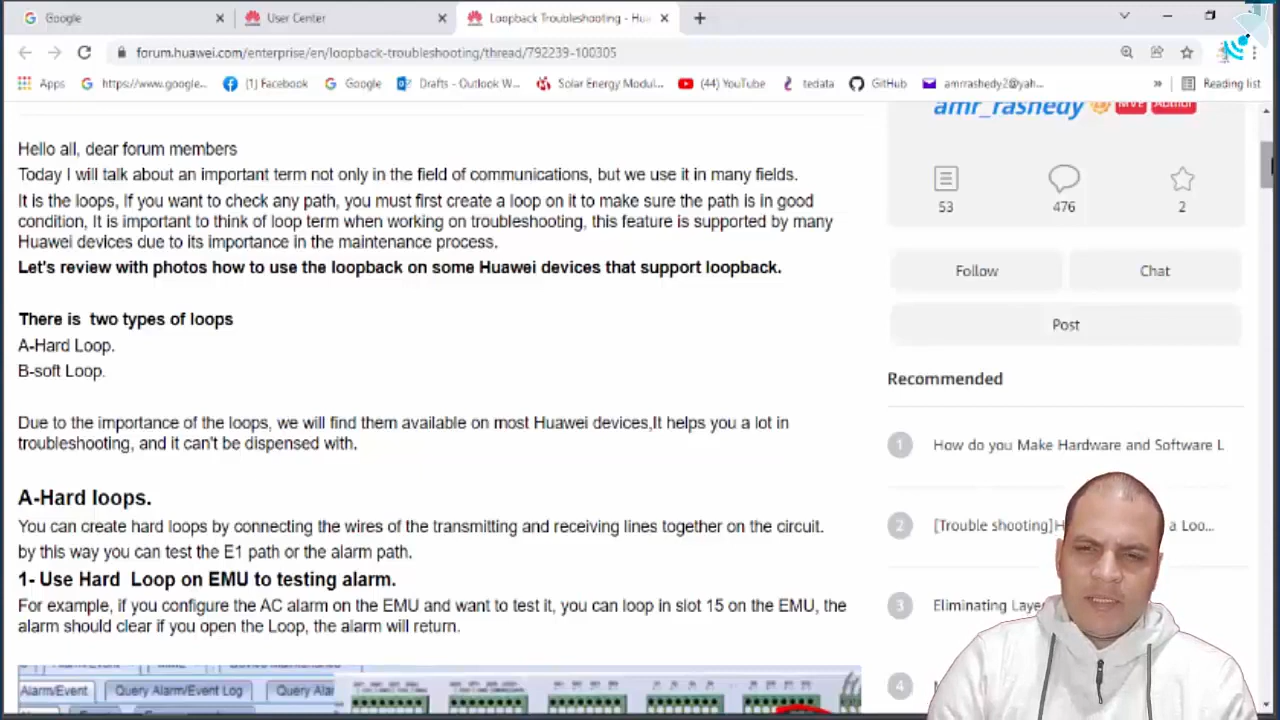 Google
User Center
Loopback Troubleshooting - Hu
forum.huawei.com/enterprise/en/loopback-troubleshooting/thread/792239-100305
Apps
https://www.google...
(1) Facebook
Google
Drafts - Outlook W...
Solar Energy Modul...
(44) YouTube
tedata
GitHub
amrrashedy2@yah...
»
Reading list
amr_rashedy
MVE
Author
Hello all, dear forum members
Today I will talk about an important term not only in the field of communications, but we use it in many fields.
It is the loops, If you want to check any path, you must first create a loop on it to make sure the path is in good
condition, It is important to think of loop term when working on troubleshooting, this feature is supported by many
Huawei devices due to its importance in the maintenance process.
Let's review with photos how to use the loopback on some Huawei devices that support loopback.
There is two types of loops
A-Hard Loop.
B-soft Loop.
Due to the importance of the loops, we will find them available on most Huawei devices,It helps you a lot in
troubleshooting, and it can't be dispensed with.
A-Hard loops.
You can create hard loops by connecting the wires of the transmitting and receiving lines together on the circuit.
by this way you can test the E1 path or the alarm path.
1- Use Hard Loop on EMU to testing alarm.
For example, if you configure the AC alarm on the EMU and want to test it, you can loop in slot 15 on the EMU, the
alarm should clear if you open the Loop, the alarm will return.
Alarm/Event
Query Alarm/Event Log
Query Alar
53
476
2
Follow
Chat
Post
Recommended
1
How do you Make Hardware and Software L
2
[Trouble shooting]H
a Loo...
3
Eliminating Laye
4